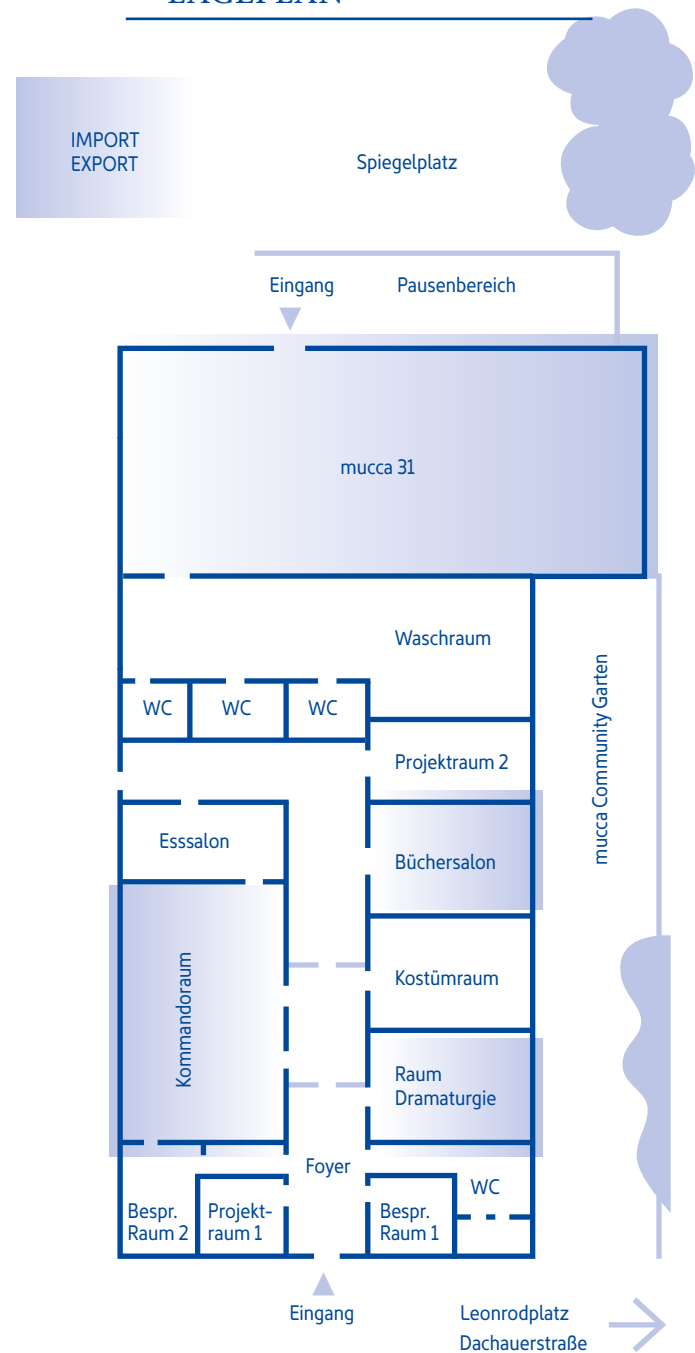 LAGEPLAN
IMPORT
EXPORT
Spiegelplatz
Eingang
Pausenbereich
mucca 31
Waschraum
mucca Community Garten
WC
WC
WC
Projektraum 2
Esssalon
Büchersalon
Kommandoraum
Kostümraum
Raum
Dramaturgie
Foyer
WC
Bespr.
Raum 2
Projekt-
raum 1
Bespr.
Raum 1
Eingang
Leonrodplatz
Dachauerstraße